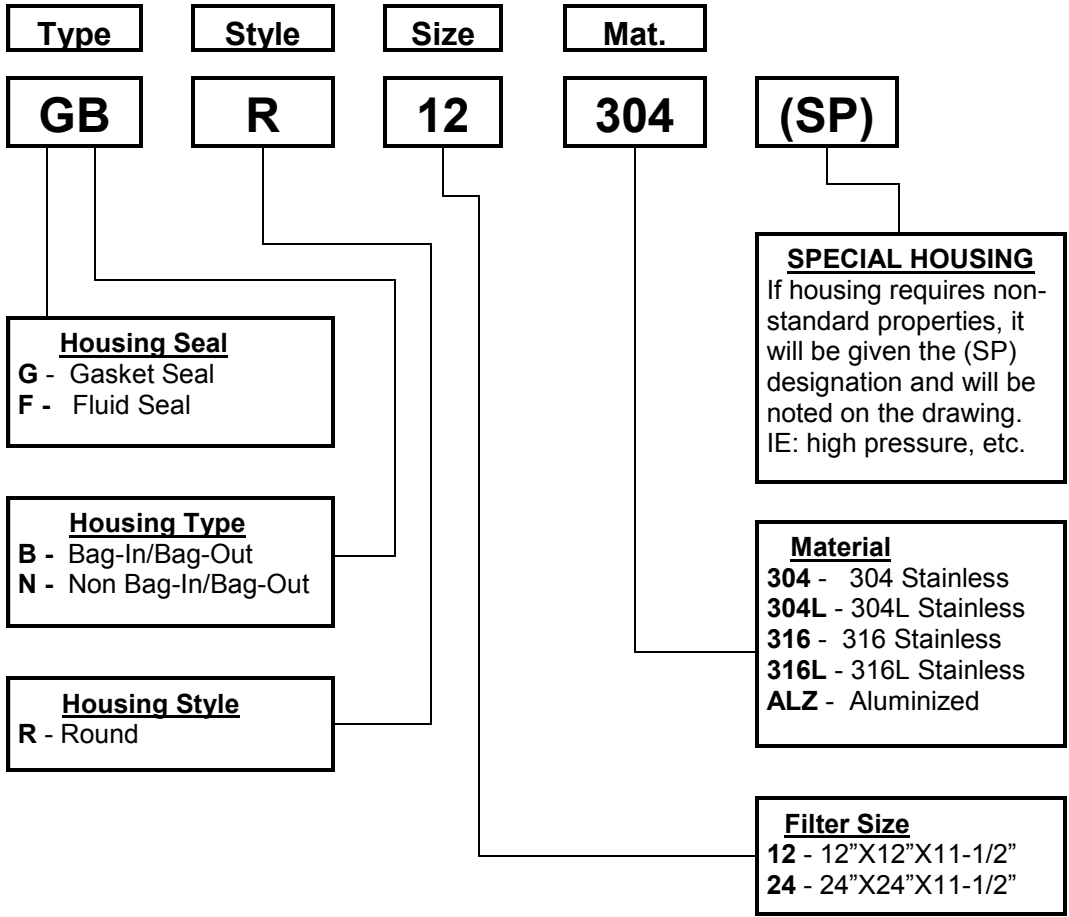 Type Style Size Mat.
GB R 12 304 (SP)
Housing Seal
G - Gasket Seal
F - Fluid Seal
Housing Type
B - Bag-In/Bag-Out
N - Non Bag-In/Bag-Out
Housing Style
R - Round
SPECIAL HOUSING
If housing requires non-
standard properties, it
will be given the (SP)
designation and will be
noted on the drawing.
IE: high pressure, etc.
Material
304 - 304 Stainless
304L - 304L Stainless
316 - 316 Stainless
316L - 316L Stainless
ALZ - Aluminized
Filter Size
12 - 12”X12”X11-1/2”
24 - 24”X24”X11-1/2”